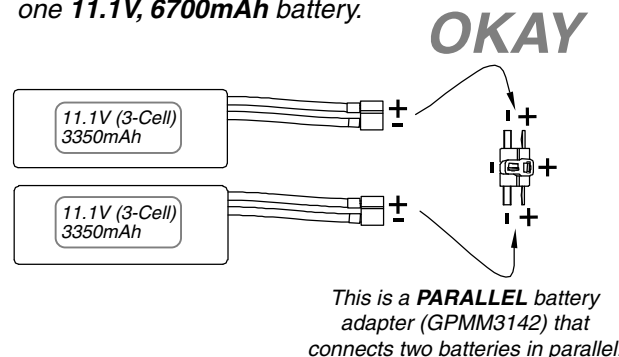 one 11.1V, 6700mAh battery.
OKAY
11.1V (3-Cell)
3350mAh
+
-
- +
- +
11.1V (3-Cell)
3350mAh
+
-
- +
This is a PARALLEL battery
adapter (GPMM3142) that
connects two batteries in parallel.